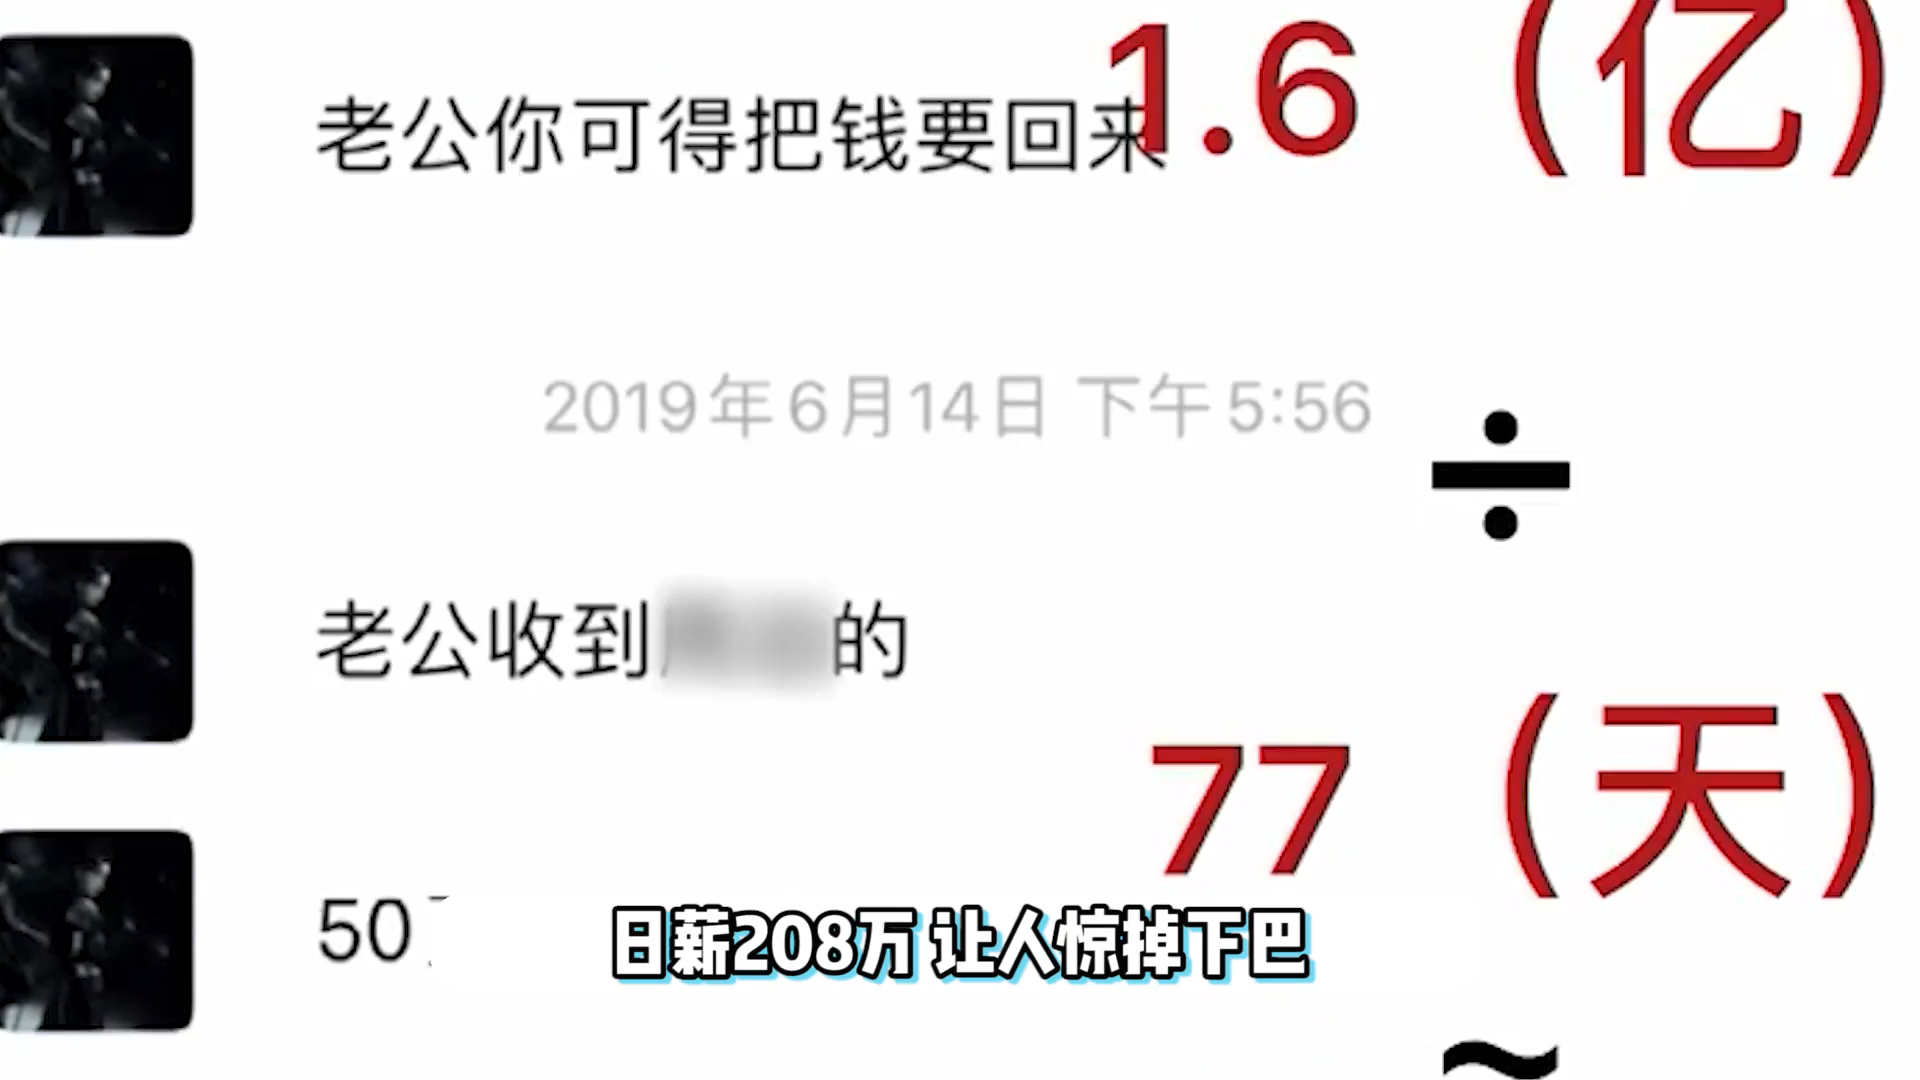 老公你可得把钱要回来
1.6 (亿)
2019年6月14日 下午5:56
÷
老公收到
的
77 (天)
50
日薪208万 让人惊掉下巴
~